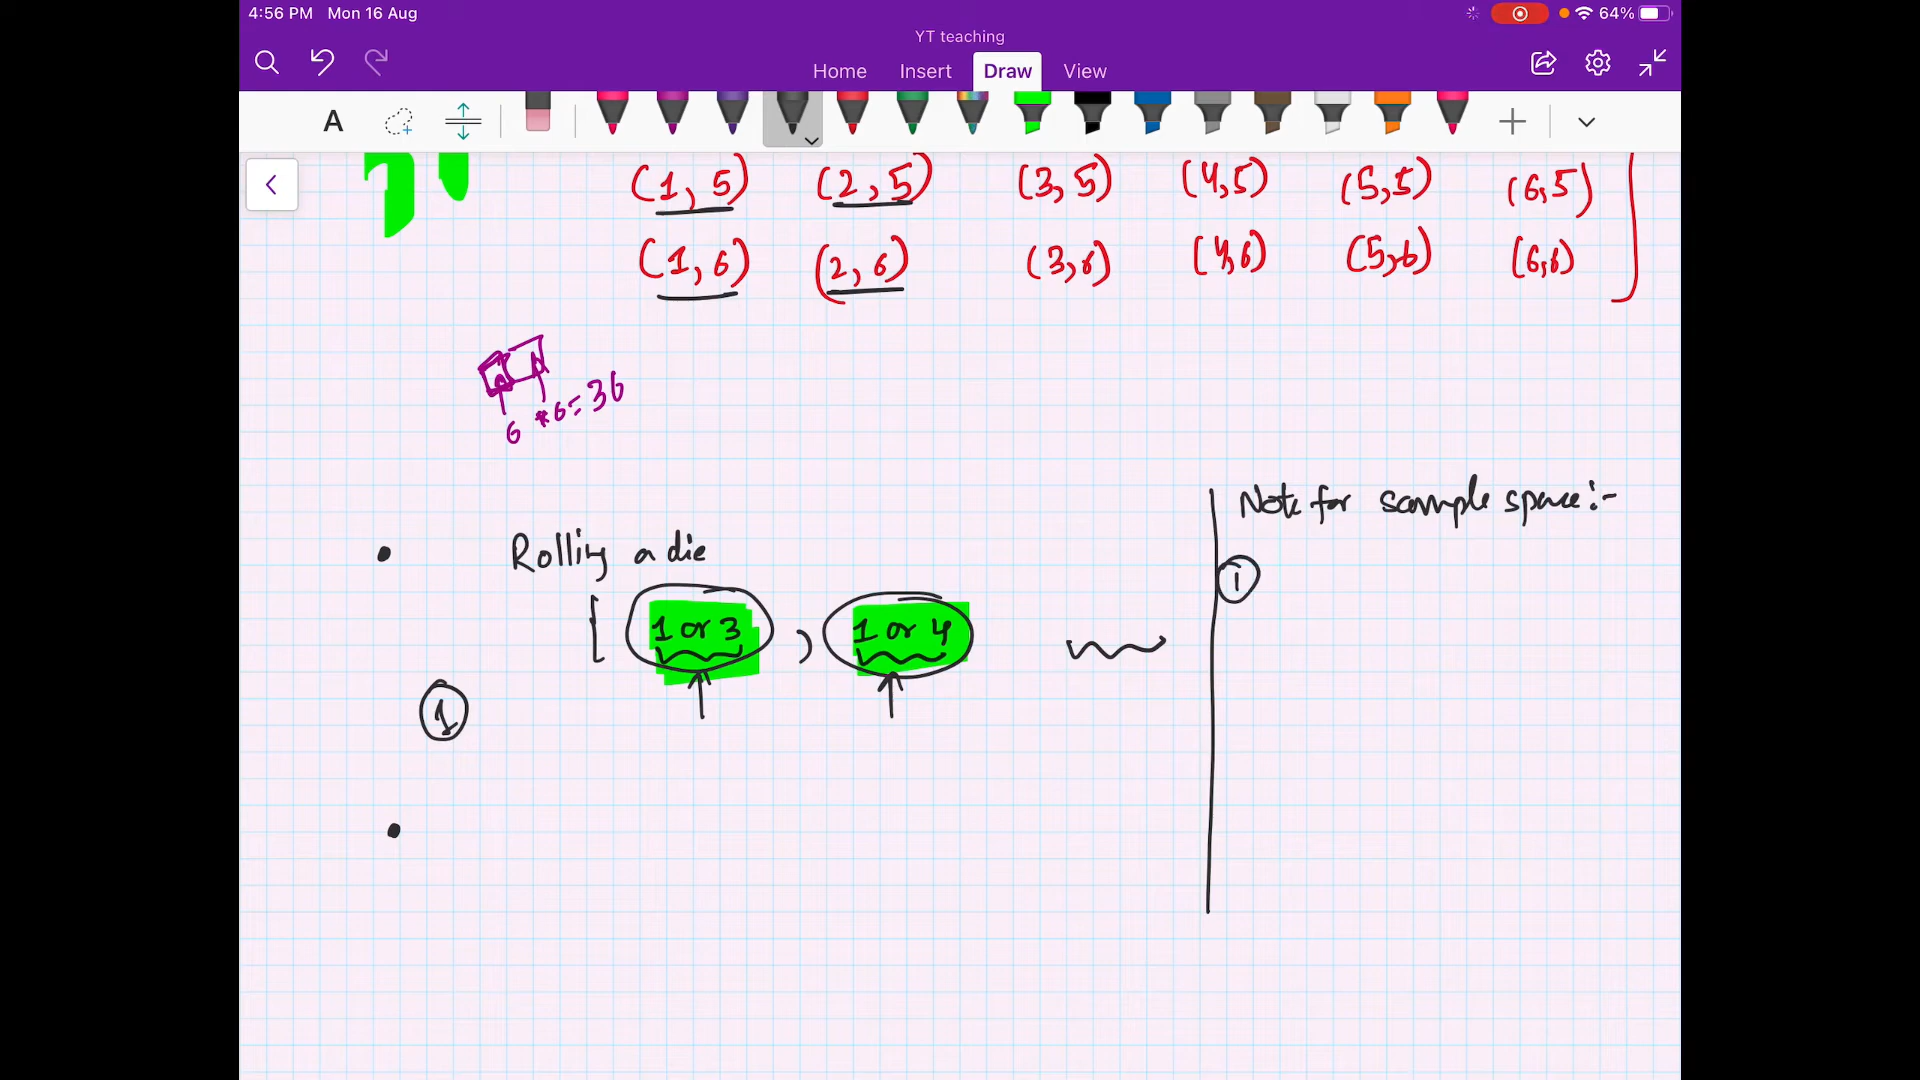 4:56 PM Mon 16 Aug 64%
YT teaching
Home Insert Draw View
A
(1, 5) (2, 5) (3, 5) (4,5) (5,5) (6,5)
(1, 6) (2, 6) (3,6) (4,6) (5,6) (6,6)
6 *6=36
Note for sample space:-
Rolling a die
①
[ 1 or 3 , 1 or 4
①